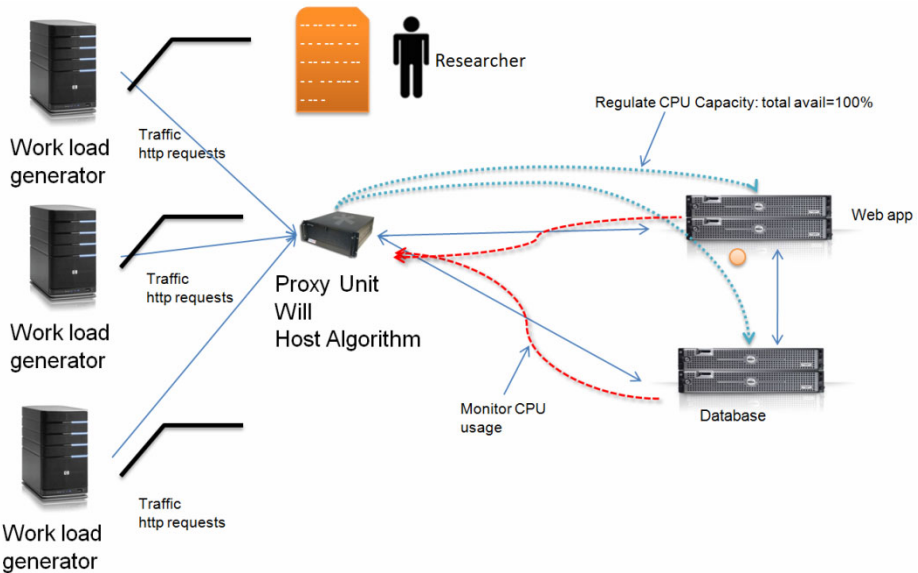 Researcher
Regulate CPU Capacity: total avail=100%
Work load
generator
Traffic
http requests
Web app
Work load
generator
Traffic
http requests
Proxy Unit
Will
Host Algorithm
Monitor CPU
usage
Database
Work load
generator
Traffic
http requests